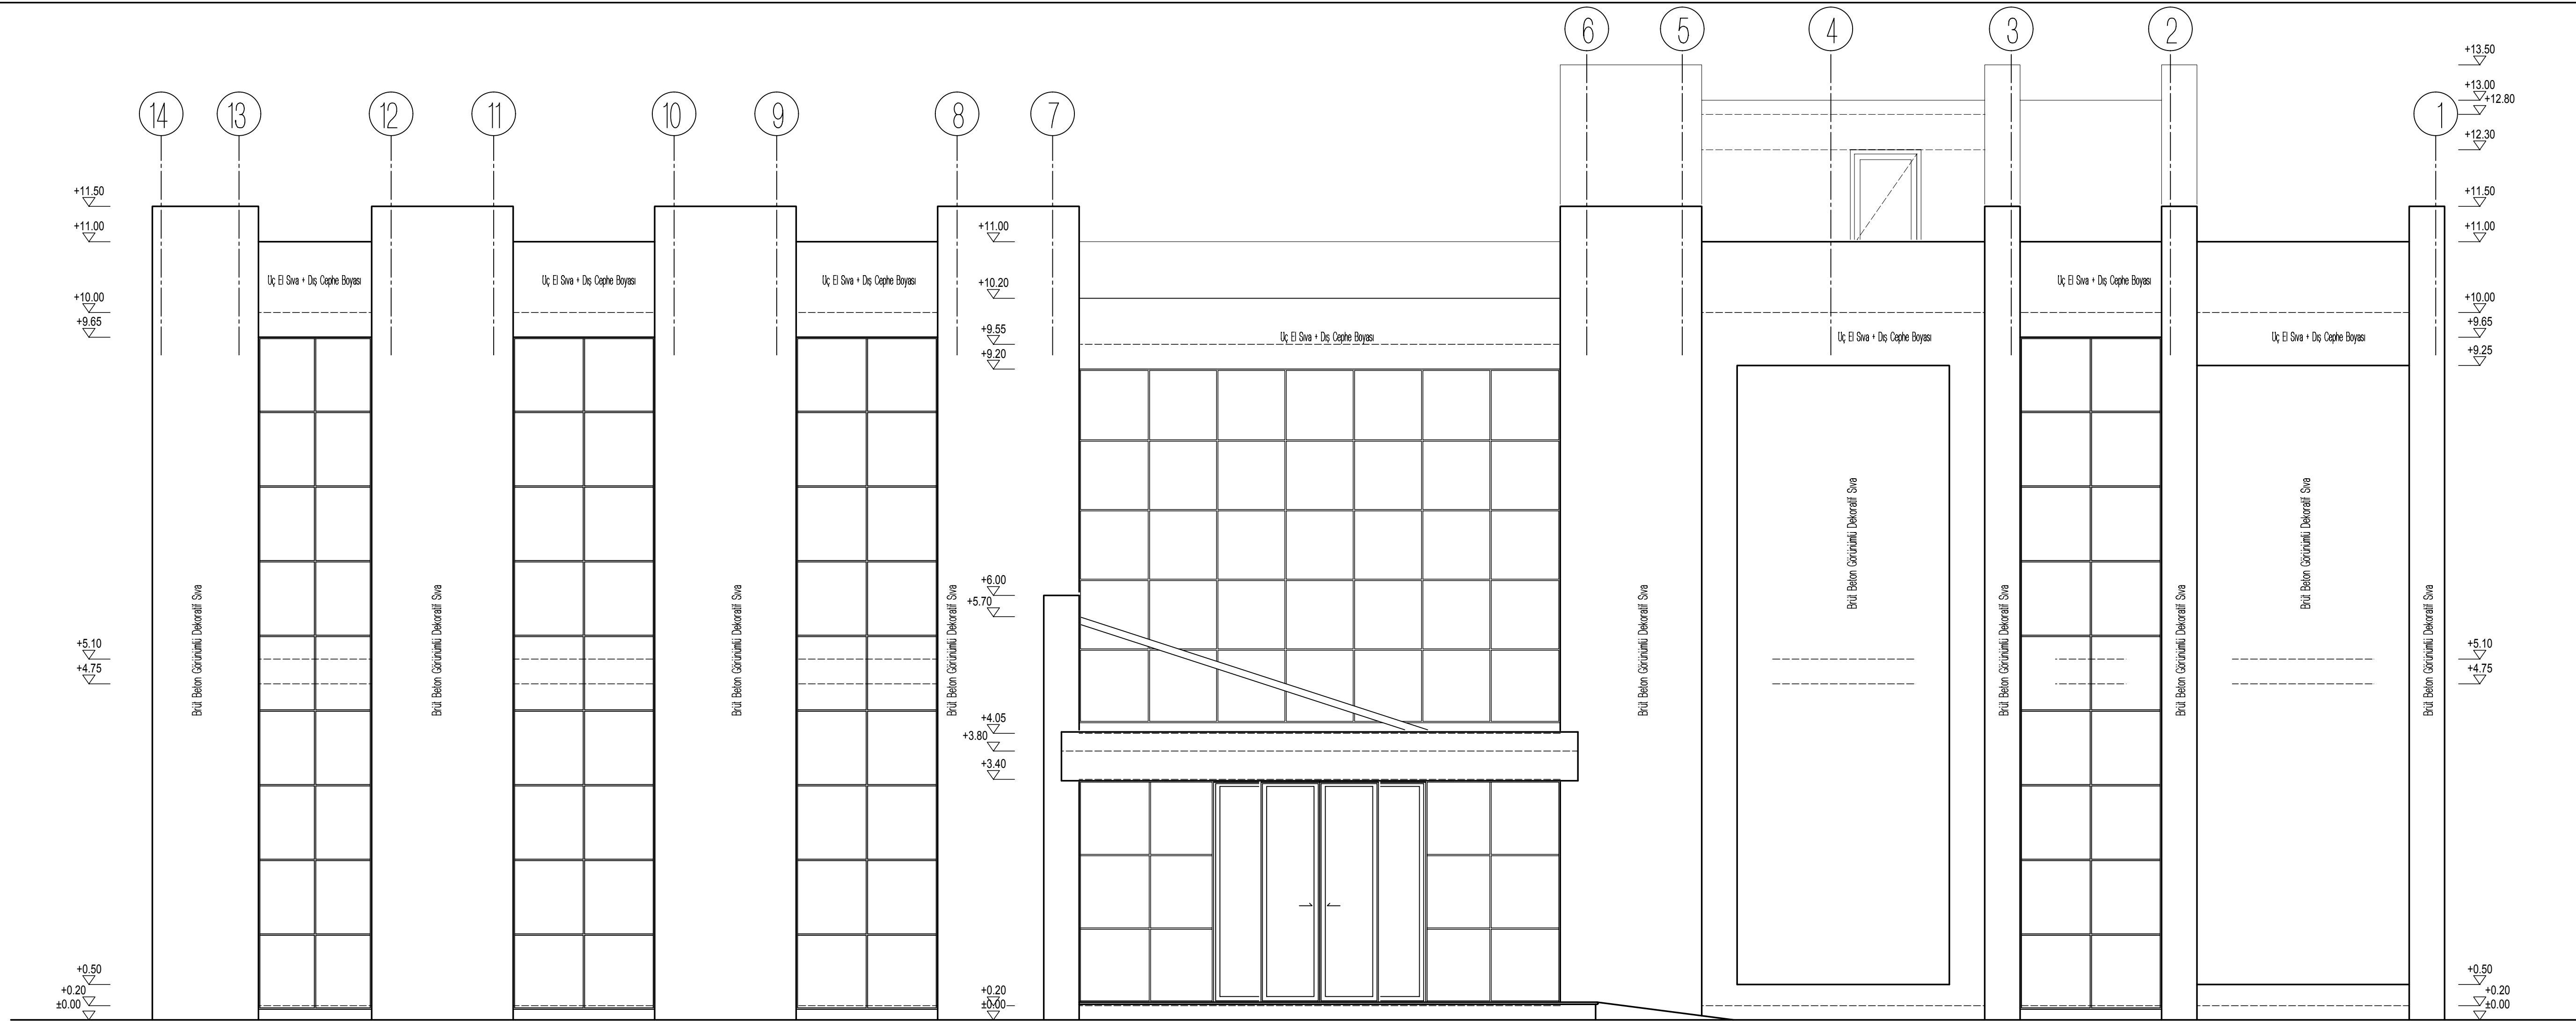 6 5 4 3 2
14 13 12 11 10 9 8 7 1
+13.50
+13.00
+12.80
+12.30
+11.50
+11.00
+10.00
+9.65
+9.25
+5.10
+4.75
+0.50
+0.20
±0.00
+11.50
+11.00
+10.00
+9.65
+5.10
+4.75
+0.50
+0.20
±0.00
+11.00
+10.20
+9.55
+9.20
+6.00
+5.70
+4.05
+3.80
+3.40
+0.20
±0.00
Üç El Sıva + Dış Cephe Boyası
Üç El Sıva + Dış Cephe Boyası
Üç El Sıva + Dış Cephe Boyası
Üç El Sıva + Dış Cephe Boyası
Üç El Sıva + Dış Cephe Boyası
Üç El Sıva + Dış Cephe Boyası
Üç El Sıva + Dış Cephe Boyası
Brüt Beton Görünümlü Dekoratif Sıva
Brüt Beton Görünümlü Dekoratif Sıva
Brüt Beton Görünümlü Dekoratif Sıva
Brüt Beton Görünümlü Dekoratif Sıva
Brüt Beton Görünümlü Dekoratif Sıva
Brüt Beton Görünümlü Dekoratif Sıva
Brüt Beton Görünümlü Dekoratif Sıva
Brüt Beton Görünümlü Dekoratif Sıva
Brüt Beton Görünümlü Dekoratif Sıva
Brüt Beton Görünümlü Dekoratif Sıva